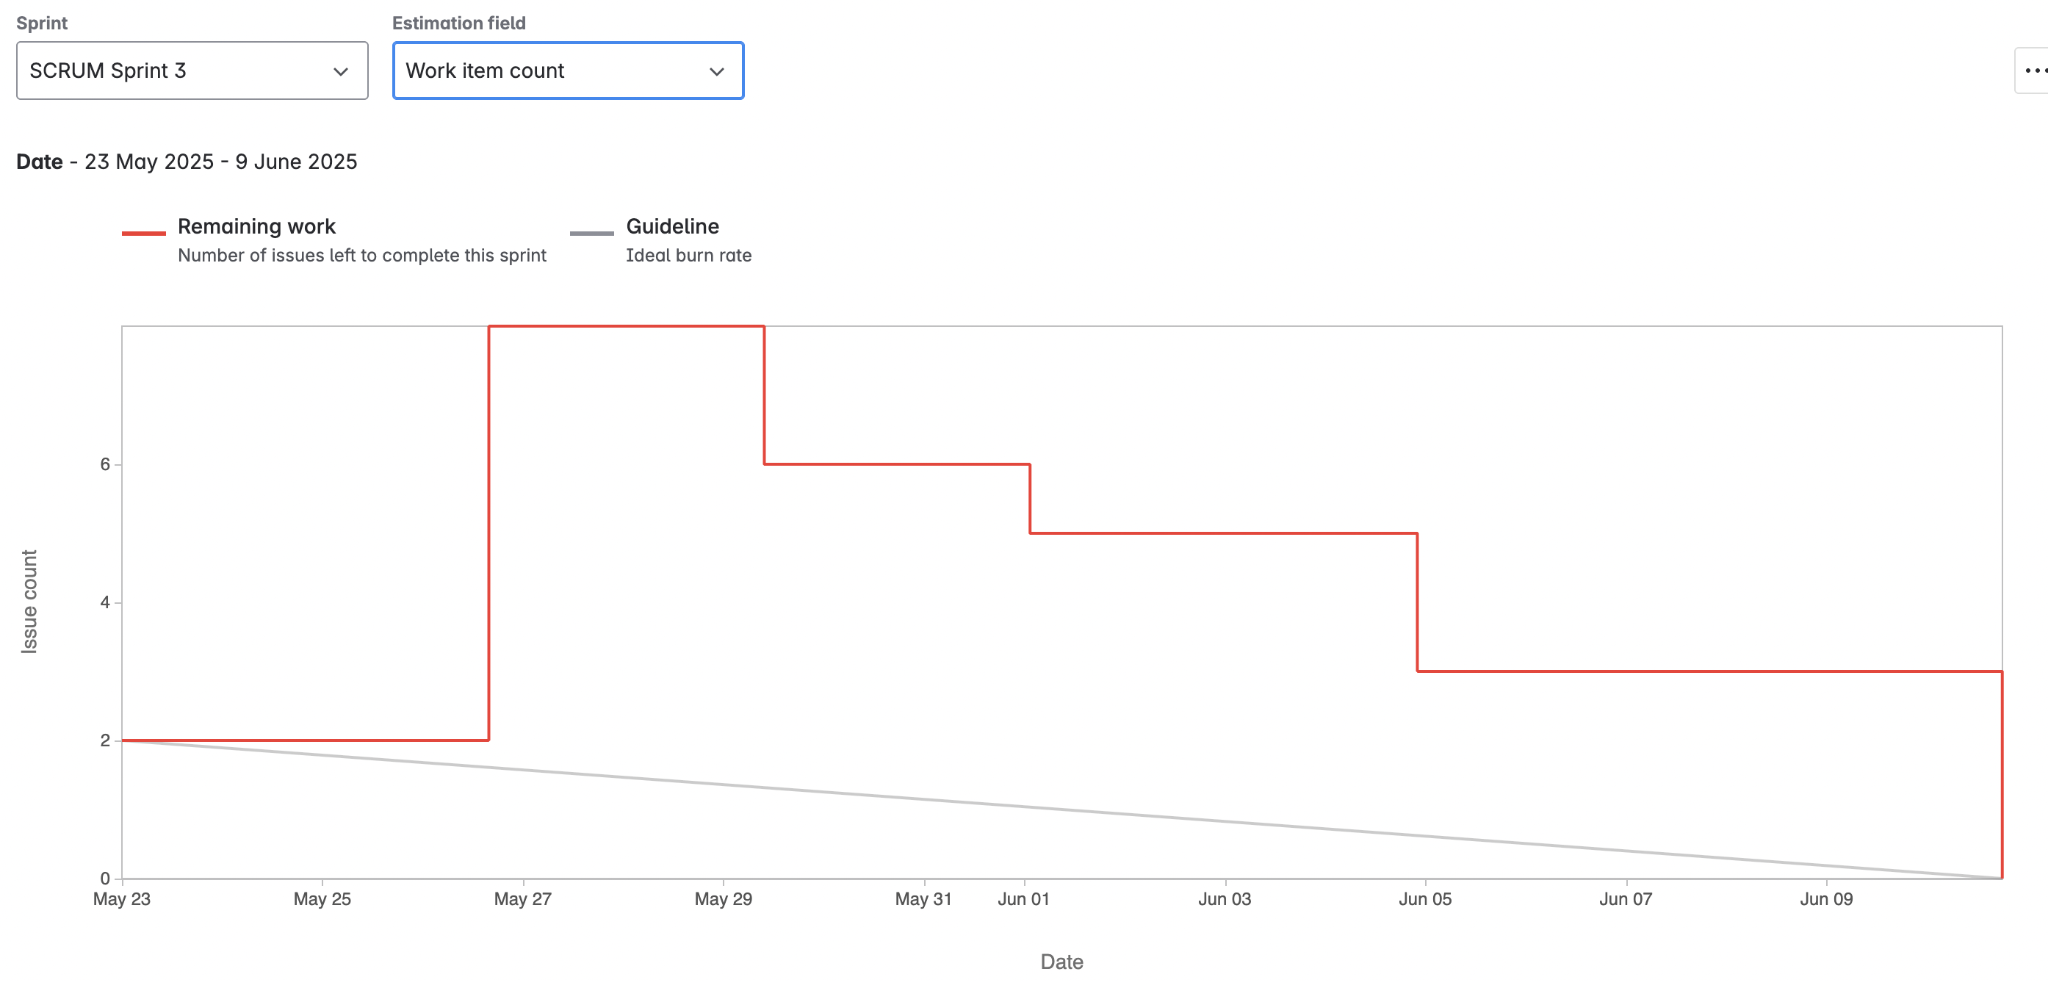 Sprint
Estimation field
SCRUM Sprint 3
Work item count
Date - 23 May 2025 - 9 June 2025
Remaining work
Number of issues left to complete this sprint
Guideline
Ideal burn rate
Issue count
6
4
2
0
May 23 May 25 May 27 May 29 May 31 Jun 01 Jun 03 Jun 05 Jun 07 Jun 09
Date